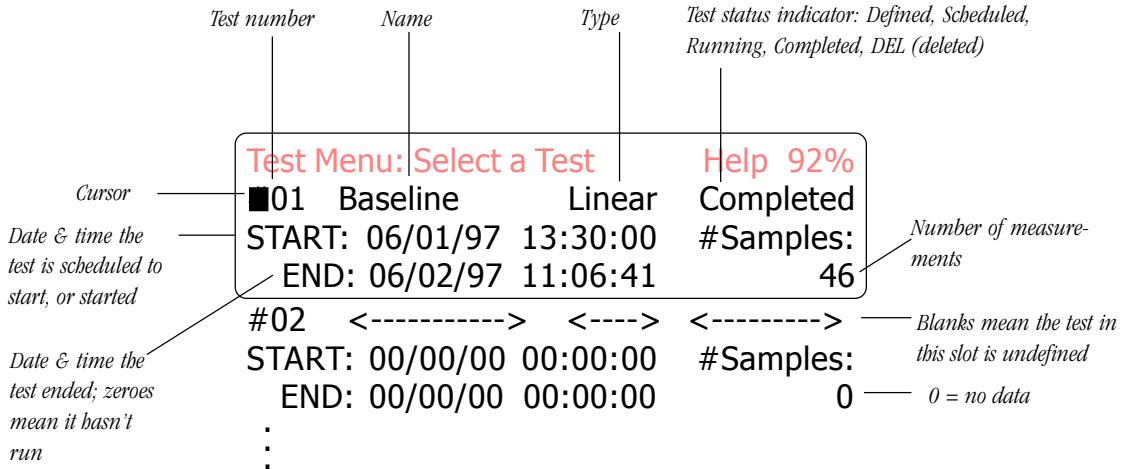 Test number
Name
Type
Test status indicator: Defined, Scheduled,
Running, Completed, DEL (deleted)
Test Menu: Select a Test Help 92%
Cursor
#01 Baseline Linear Completed
Date & time the
test is scheduled to
start, or started
START: 06/01/97 13:30:00 #Samples:
END: 06/02/97 11:06:41 46
Number of measure-
ments
#02 <-----------> <----> <--------->
START: 00/00/00 00:00:00 #Samples:
END: 00/00/00 00:00:00 0
Blanks mean the test in
this slot is undefined
0 = no data
Date & time the
test ended; zeroes
mean it hasn't
run